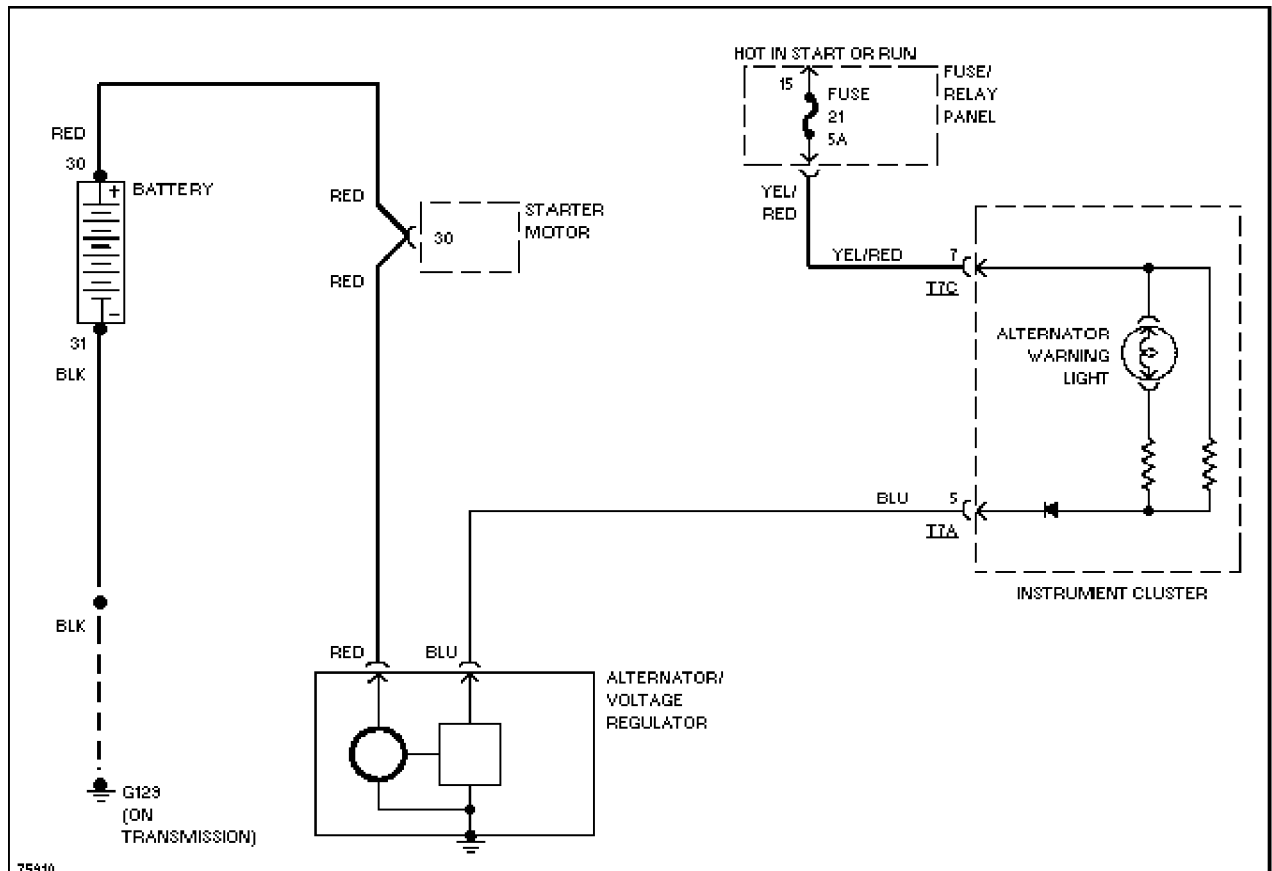 HOT IN START OR RUN
15
FUSE
21
5A
FUSE/
RELAY
PANEL
RED
30
BATTERY
+
-
31
BLK
BLK
G123
(ON
TRANSMISSION)
RED
30
STARTER
MOTOR
RED
YEL/
RED
YEL/RED
7
T7C
ALTERNATOR
WARNING
LIGHT
BLU
5
T7A
INSTRUMENT CLUSTER
RED
BLU
ALTERNATOR/
VOLTAGE
REGULATOR